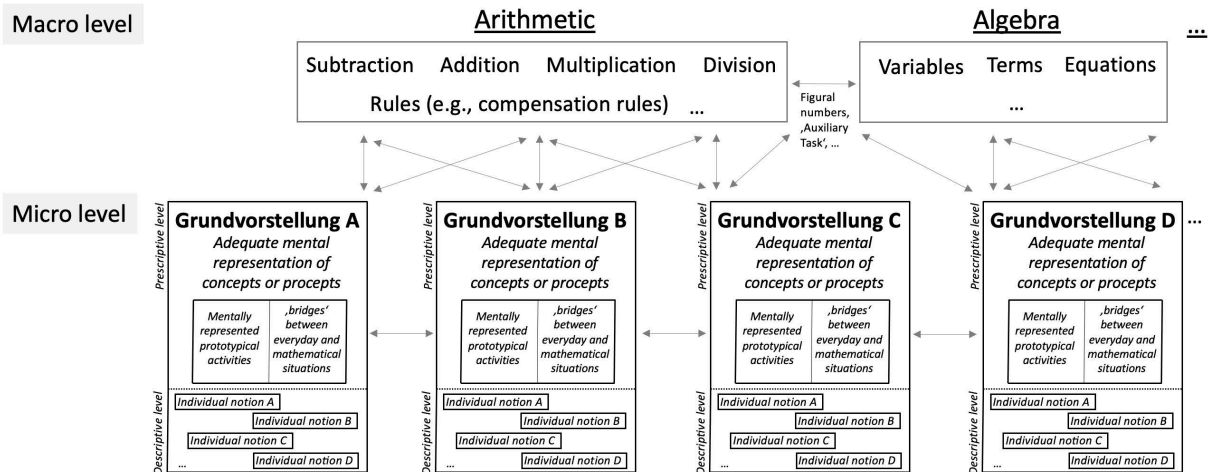 Macro level
Arithmetic
Algebra
...
Subtraction Addition Multiplication Division
Rules (e.g., compensation rules) ...
Figural
numbers,
‚Auxiliary
Task‘, ...
Variables Terms Equations
...
Micro level
Prescriptive level
Grundvorstellung A
Adequate mental
representation of
concepts or procepts
Mentally
represented
prototypical
activities
‚bridges‘
between
everyday and
mathematical
situations
Descriptive level
Individual notion A
Individual notion B
Individual notion C
Individual notion D
...
Prescriptive level
Grundvorstellung B
Adequate mental
representation of
concepts or procepts
Mentally
represented
prototypical
activities
‚bridges‘
between
everyday and
mathematical
situations
Descriptive level
Individual notion A
Individual notion B
Individual notion C
Individual notion D
...
Prescriptive level
Grundvorstellung C
Adequate mental
representation of
concepts or procepts
Mentally
represented
prototypical
activities
‚bridges‘
between
everyday and
mathematical
situations
Descriptive level
Individual notion A
Individual notion B
Individual notion C
Individual notion D
...
Prescriptive level
Grundvorstellung D
Adequate mental
representation of
concepts or procepts
Mentally
represented
prototypical
activities
‚bridges‘
between
everyday and
mathematical
situations
Descriptive level
Individual notion A
Individual notion B
Individual notion C
Individual notion D
...
...